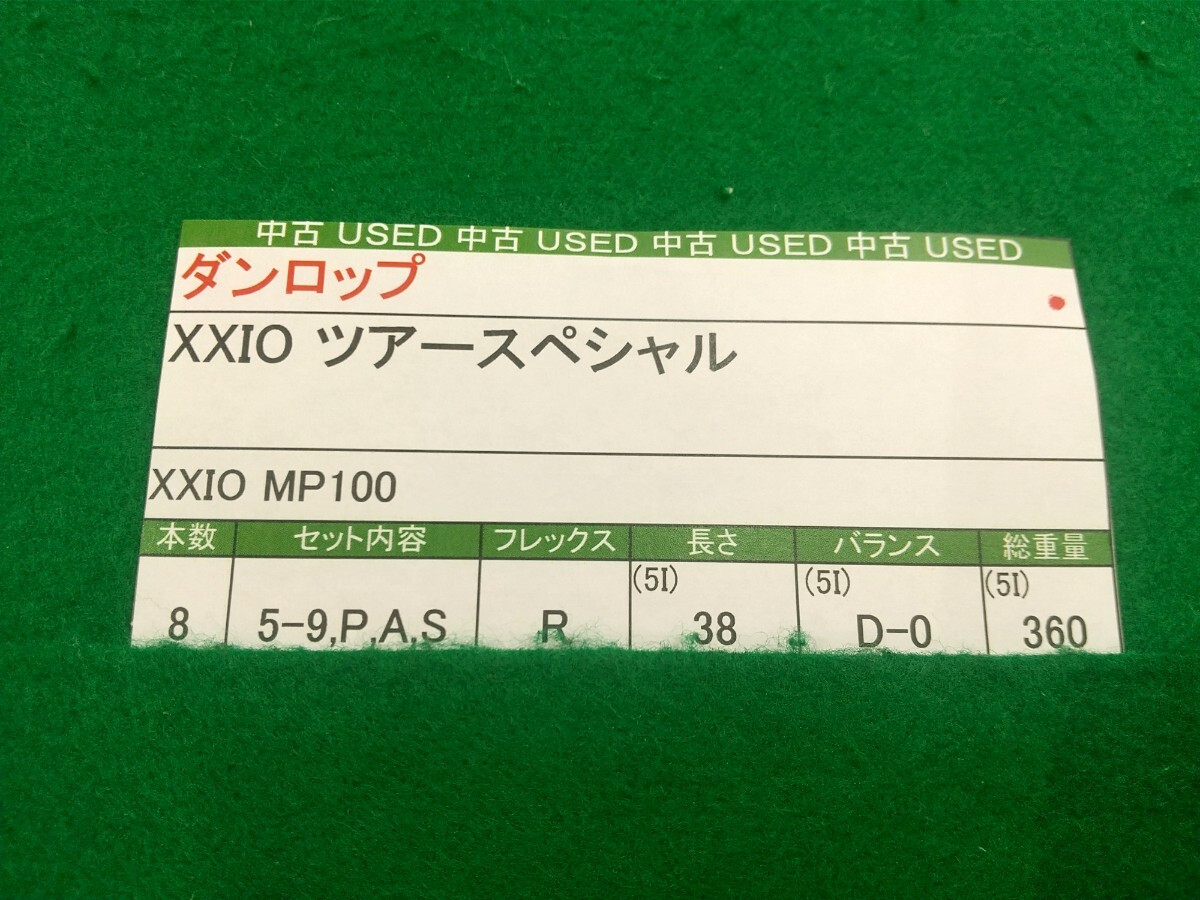 中古 USED 中古 USED 中古 USED 中古 USED
ダンロップ
XXIO ツアースペシャル
XXIO MP100
本数 セット内容 フレックス 長さ バランス 総重量
(5I) (5I) (5I)
8 5-9,P,A,S R 38 D-0 360